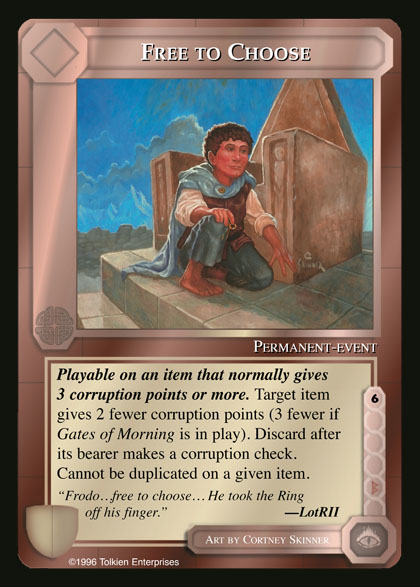 FREE TO CHOOSE
PERMANENT-EVENT
Playable on an item that normally gives
3 corruption points or more. Target item
gives 2 fewer corruption points (3 fewer if
Gates of Morning is in play). Discard after
its bearer makes a corruption check.
Cannot be duplicated on a given item.
“Frodo…free to choose… He took the Ring
off his finger.” —LotRII
6
ART BY CORTNEY SKINNER
©1996 Tolkien Enterprises